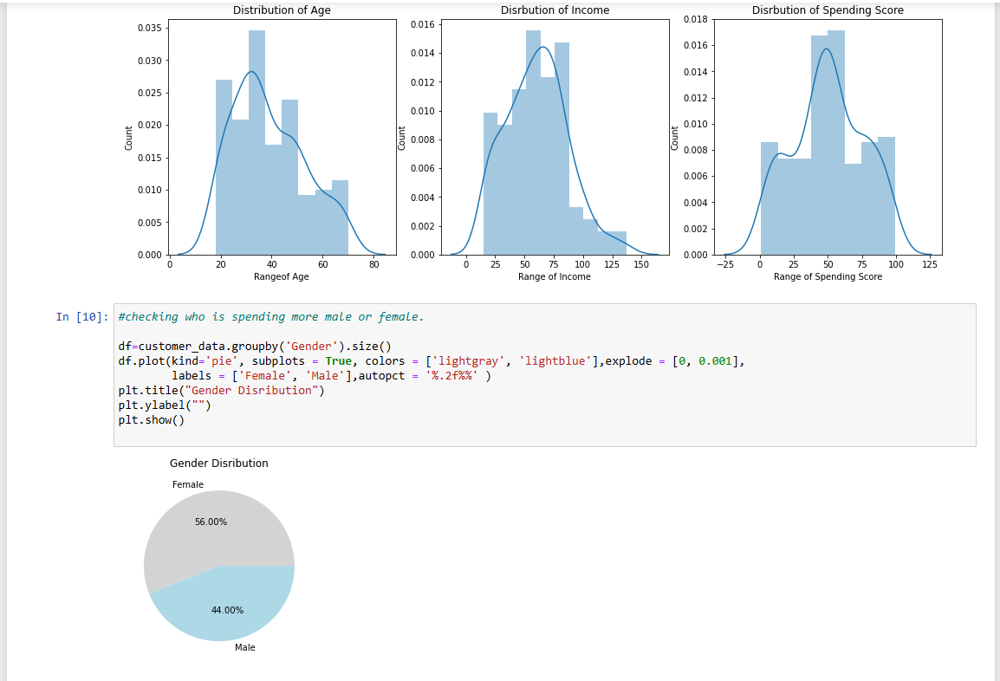 Distribution of Age
Disrbution of Income
Disrbution of Spending Score
0.035
0.030
0.025
0.020
0.015
0.010
0.005
0.000
Count
0 20 40 60 80
Rangeof Age
0.016
0.014
0.012
0.010
0.008
0.006
0.004
0.002
0.000
Count
0 25 50 75 100 125 150
Range of Income
0.018
0.016
0.014
0.012
0.010
0.008
0.006
0.004
0.002
0.000
Count
−25 0 25 50 75 100 125
Range of Spending Score
In [10]: #checking who is spending more male or female.
df=customer_data.groupby('Gender').size()
df.plot(kind='pie', subplots = True, colors = ['lightgray', 'lightblue'],explode = [0, 0.001],
labels = ['Female', 'Male'],autopct = '%.2f%%' )
plt.title("Gender Disribution")
plt.ylabel("")
plt.show()
Gender Disribution
Female
56.00%
44.00%
Male